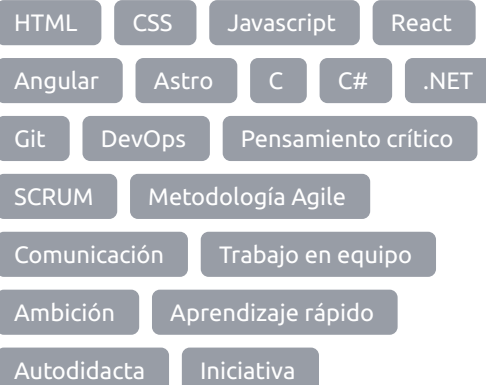 HTML CSS Javascript React
Angular Astro C C# .NET
Git DevOps Pensamiento crítico
SCRUM Metodología Agile
Comunicación Trabajo en equipo
Ambición Aprendizaje rápido
Autodidacta Iniciativa